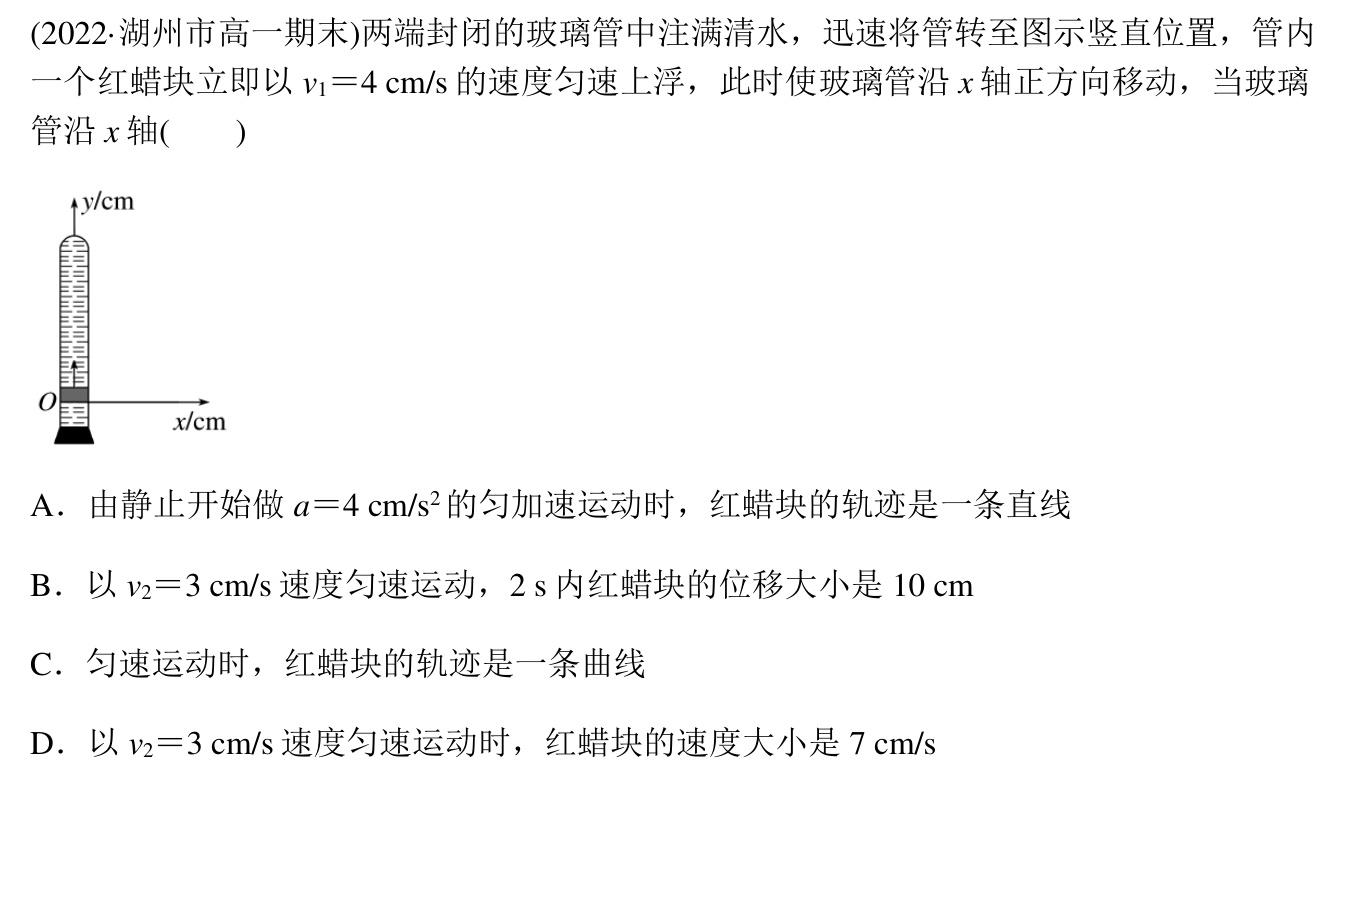 (2022·湖州市高一期末)两端封闭的玻璃管中注满清水，迅速将管转至图示竖直位置，管内
一个红蜡块立即以 v₁＝4 cm/s 的速度匀速上浮，此时使玻璃管沿 x 轴正方向移动，当玻璃
管沿 x 轴(　　)
y/cm
O
x/cm
A．由静止开始做 a＝4 cm/s² 的匀加速运动时，红蜡块的轨迹是一条直线
B．以 v₂＝3 cm/s 速度匀速运动，2 s 内红蜡块的位移大小是 10 cm
C．匀速运动时，红蜡块的轨迹是一条曲线
D．以 v₂＝3 cm/s 速度匀速运动时，红蜡块的速度大小是 7 cm/s